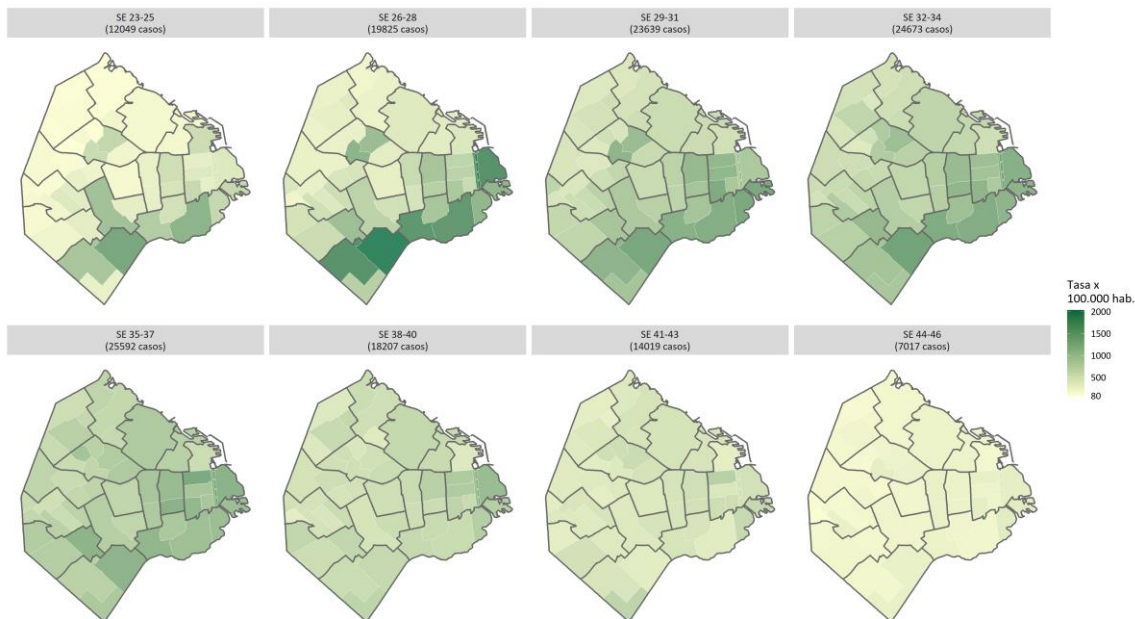 SE 23-25
(12049 casos)
SE 26-28
(19825 casos)
SE 29-31
(23639 casos)
SE 32-34
(24673 casos)
Tasa x
100.000 hab.
2000
1500
1000
500
80
SE 35-37
(25592 casos)
SE 38-40
(18207 casos)
SE 41-43
(14019 casos)
SE 44-46
(7017 casos)